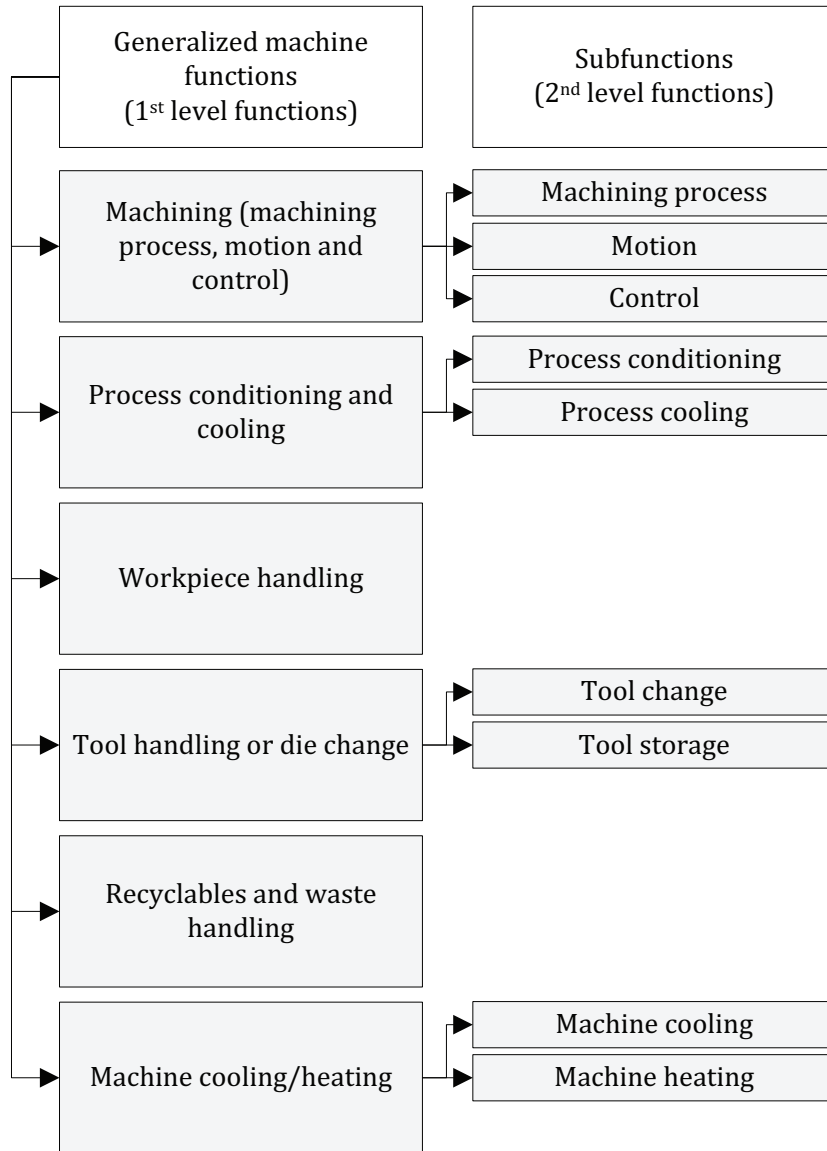 Generalized machine
functions
(1st level functions)
Subfunctions
(2nd level functions)
Machining (machining
process, motion and
control)
Machining process
Motion
Control
Process conditioning and
cooling
Process conditioning
Process cooling
Workpiece handling
Tool handling or die change
Tool change
Tool storage
Recyclables and waste
handling
Machine cooling/heating
Machine cooling
Machine heating